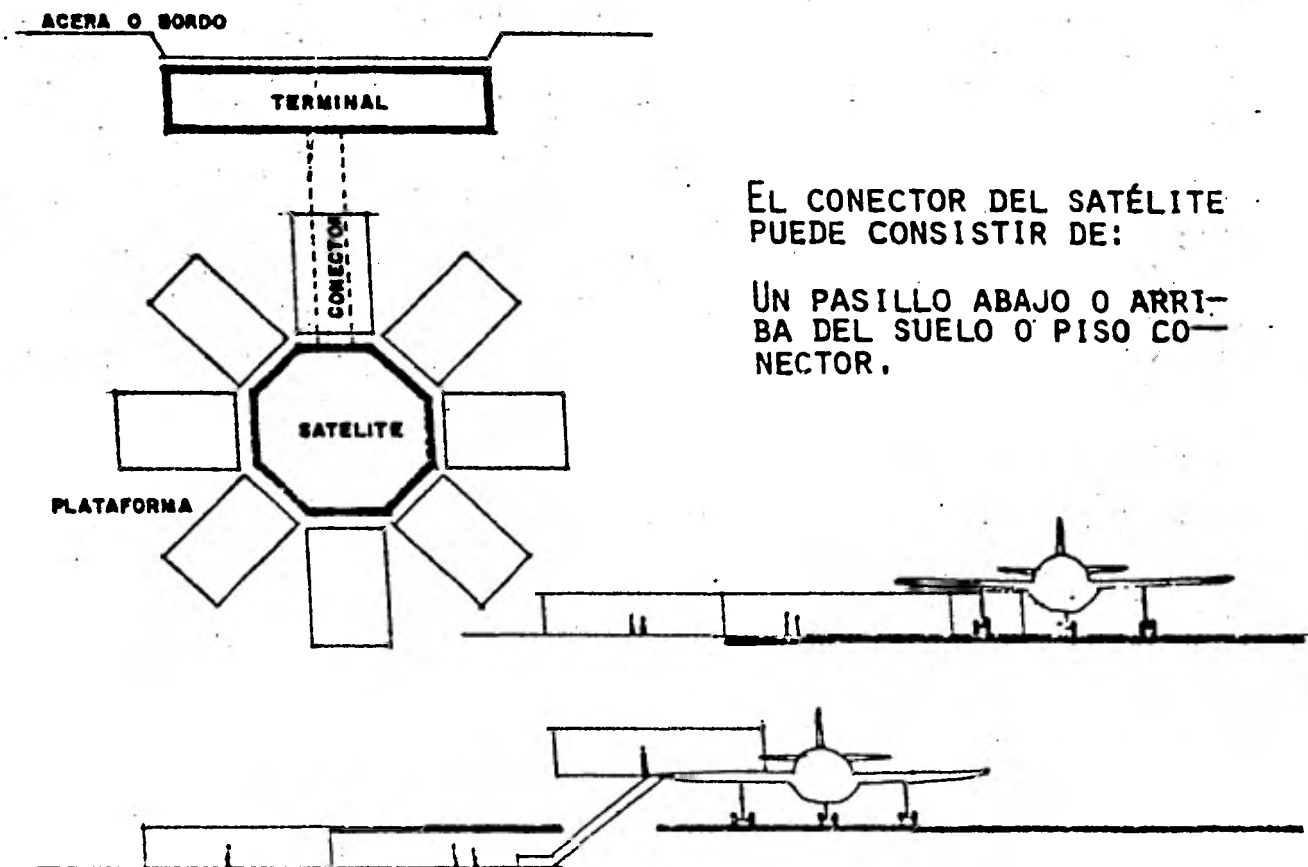 ACERA O BORDO
TERMINAL
CONECTOR
EL CONECTOR DEL SATÉLITE
PUEDE CONSISTIR DE:
UN PASILLO ABAJO O ARRI-
BA DEL SUELO O PISO CO-
NECTOR.
SATELITE
PLATAFORMA